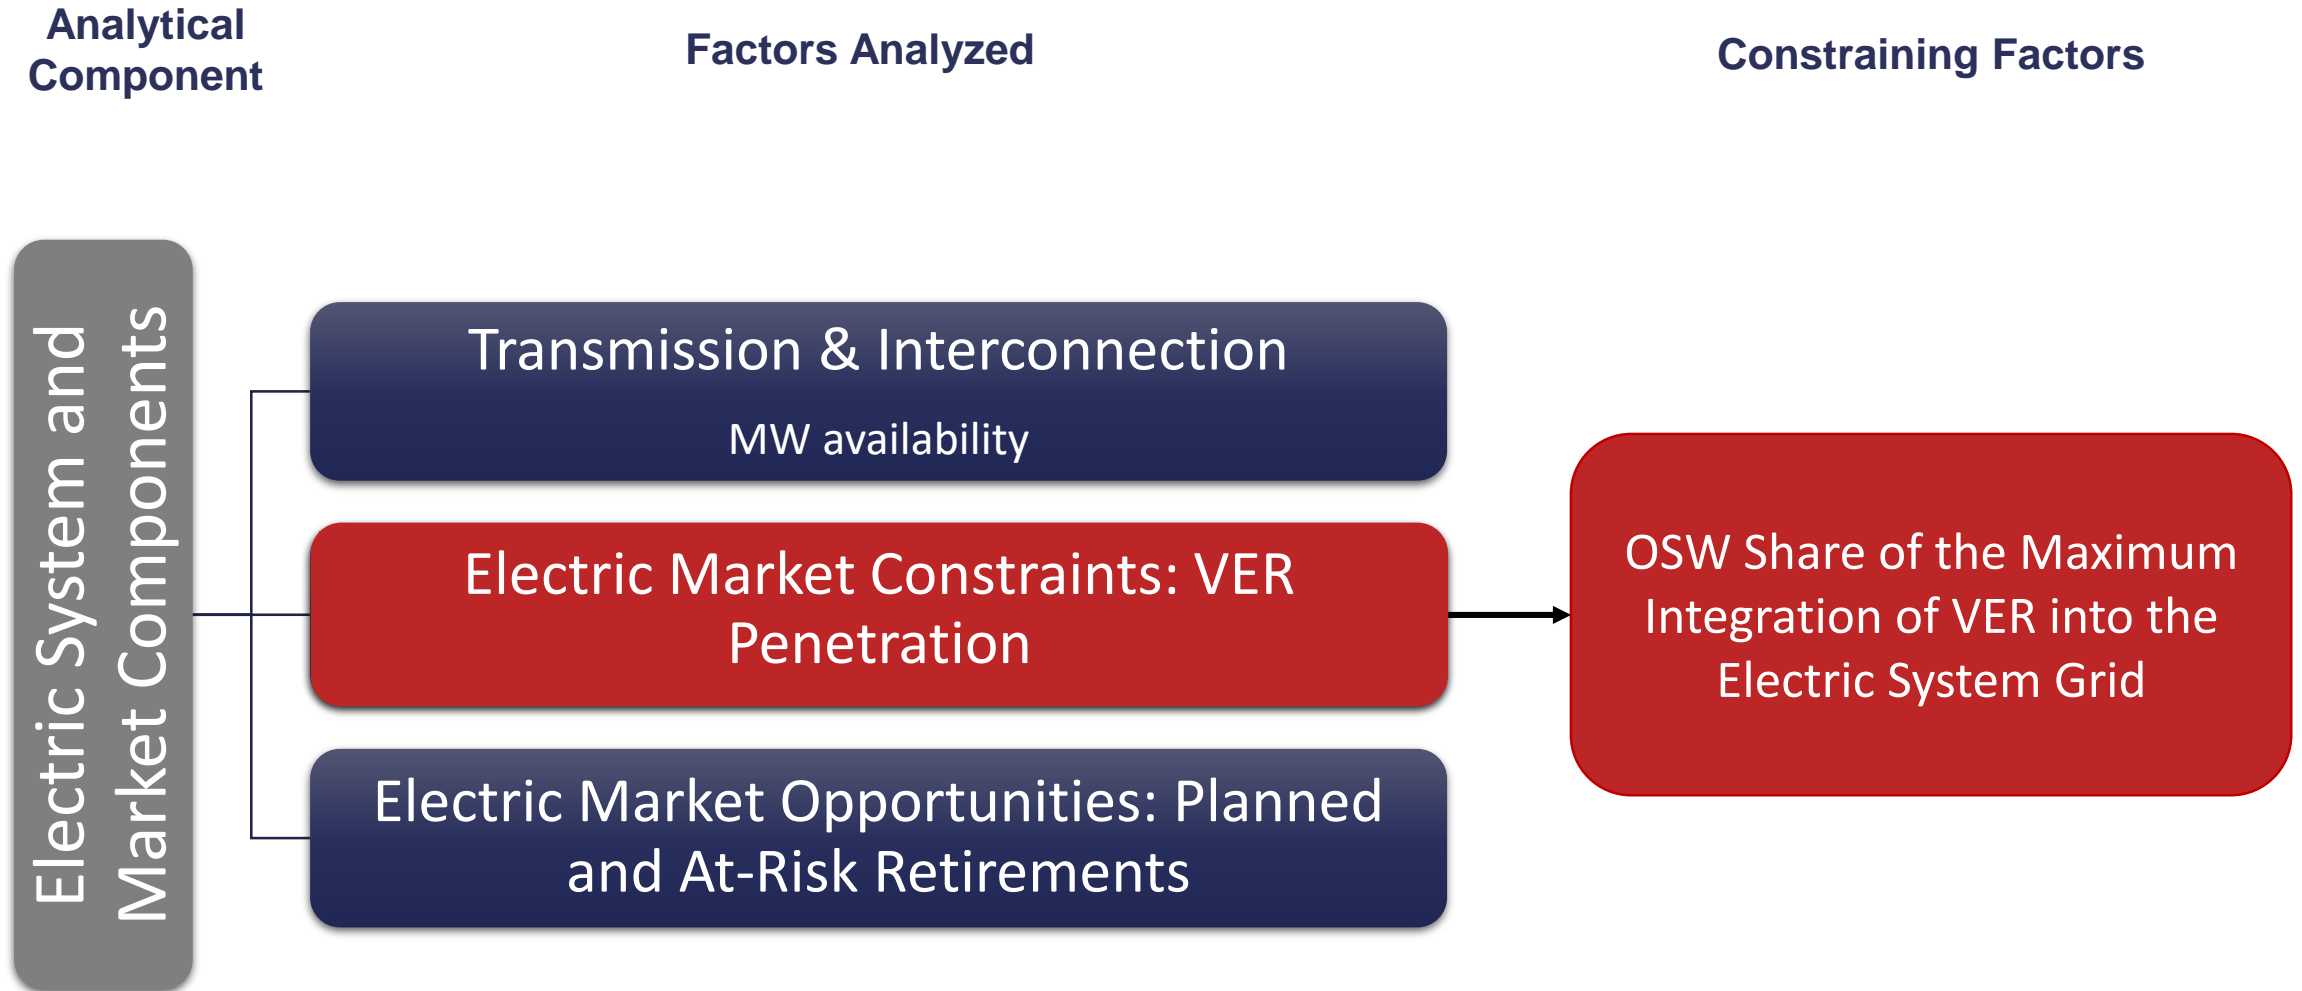 Analytical
Component
Factors Analyzed
Constraining Factors
Electric System and
Market Components
Transmission & Interconnection
MW availability
Electric Market Constraints: VER
Penetration
Electric Market Opportunities: Planned
and At-Risk Retirements
OSW Share of the Maximum
Integration of VER into the
Electric System Grid